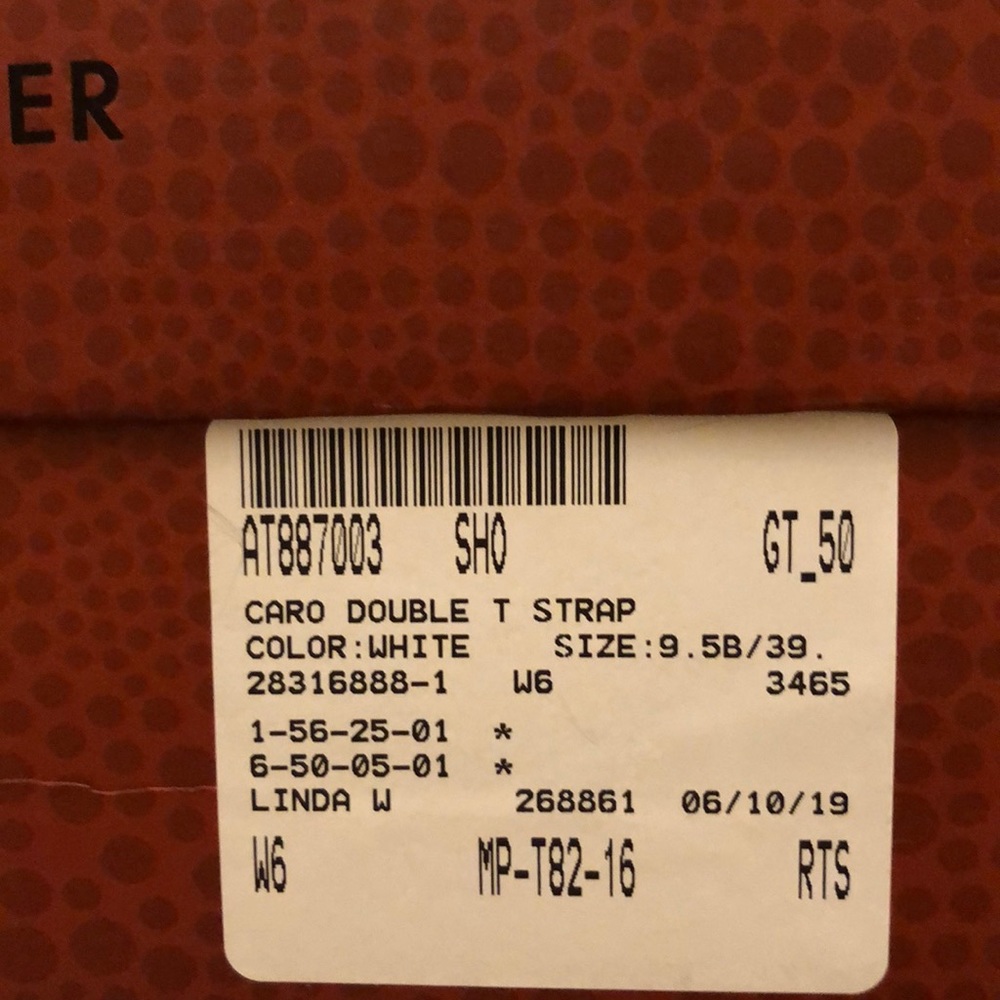 ER
AT887003 SHO GT_50
CARO DOUBLE T STRAP
COLOR:WHITE SIZE:9.5B/39.
28316888-1 W6 3465
1-56-25-01 *
6-50-05-01 *
LINDA W 268861 06/10/19
W6 MP-T82-16 RTS